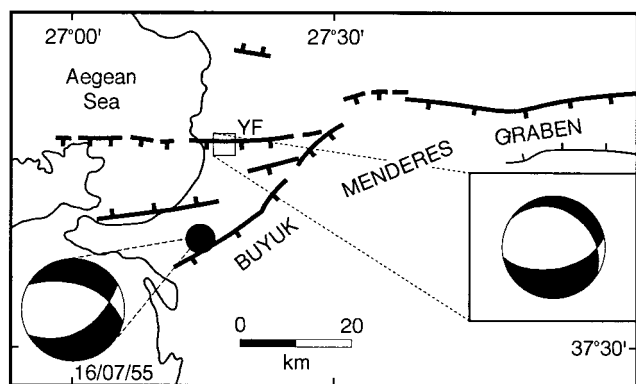 27°00'
27°30'
Aegean
Sea
YF
GRABEN
MENDERES
BUYUK
0 20
km
37°30'
16/07/55